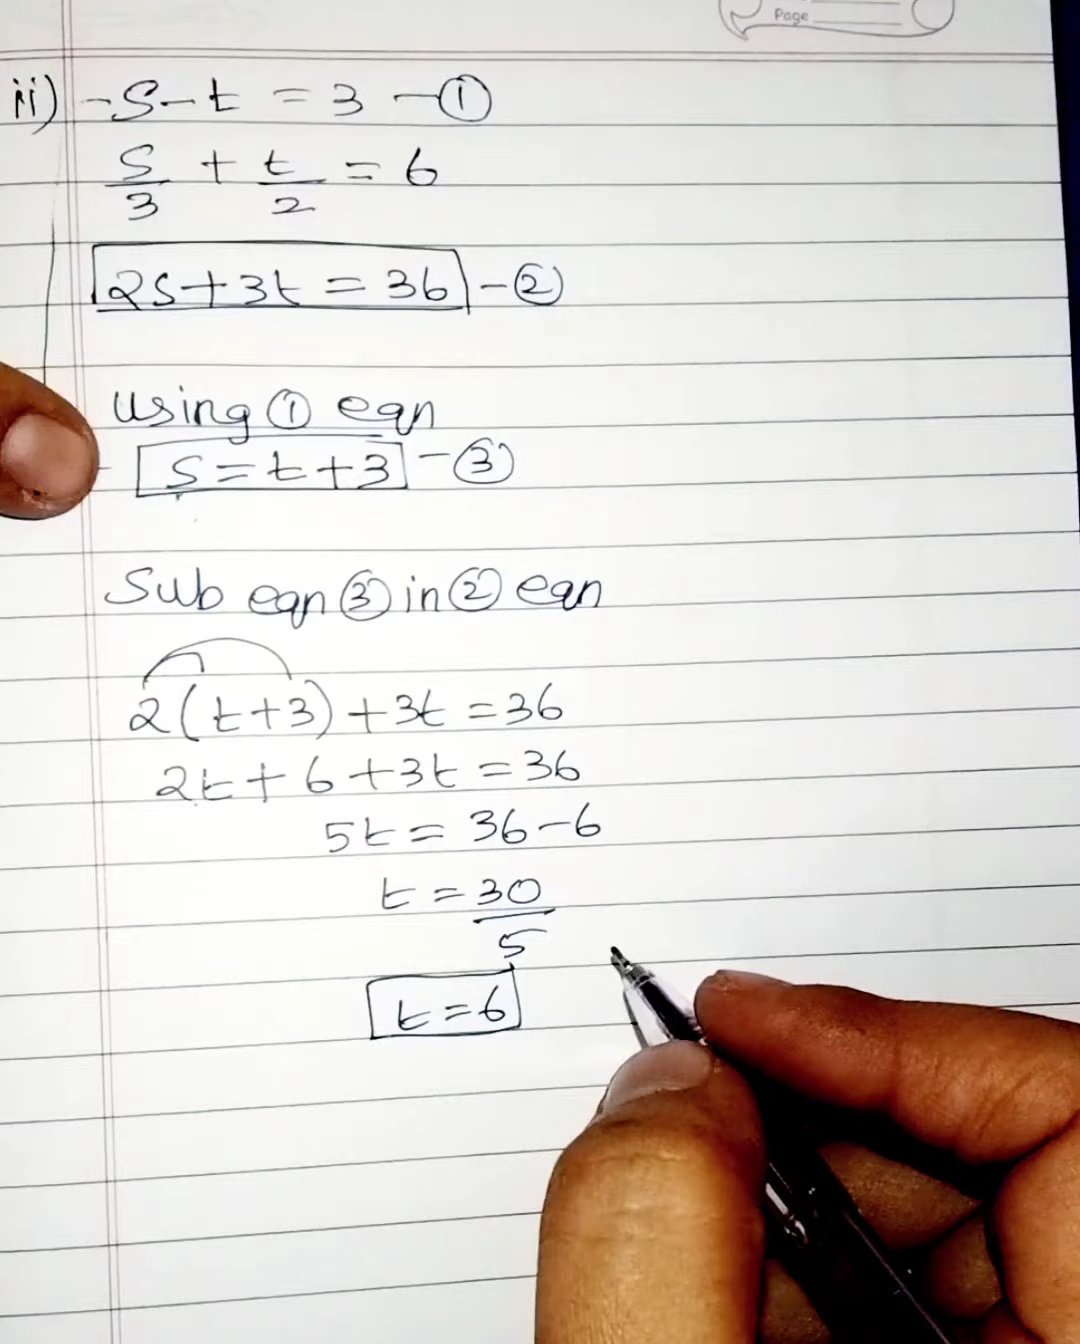 Page
ii) -S-t = 3 -①
S/3 + t/2 = 6
2S+3t = 36 -②
Using ① eqn
S=t+3 -③
Sub eqn ③ in ② eqn
2(t+3)+3t=36
2t+6+3t=36
5t=36-6
t=30/5
t=6